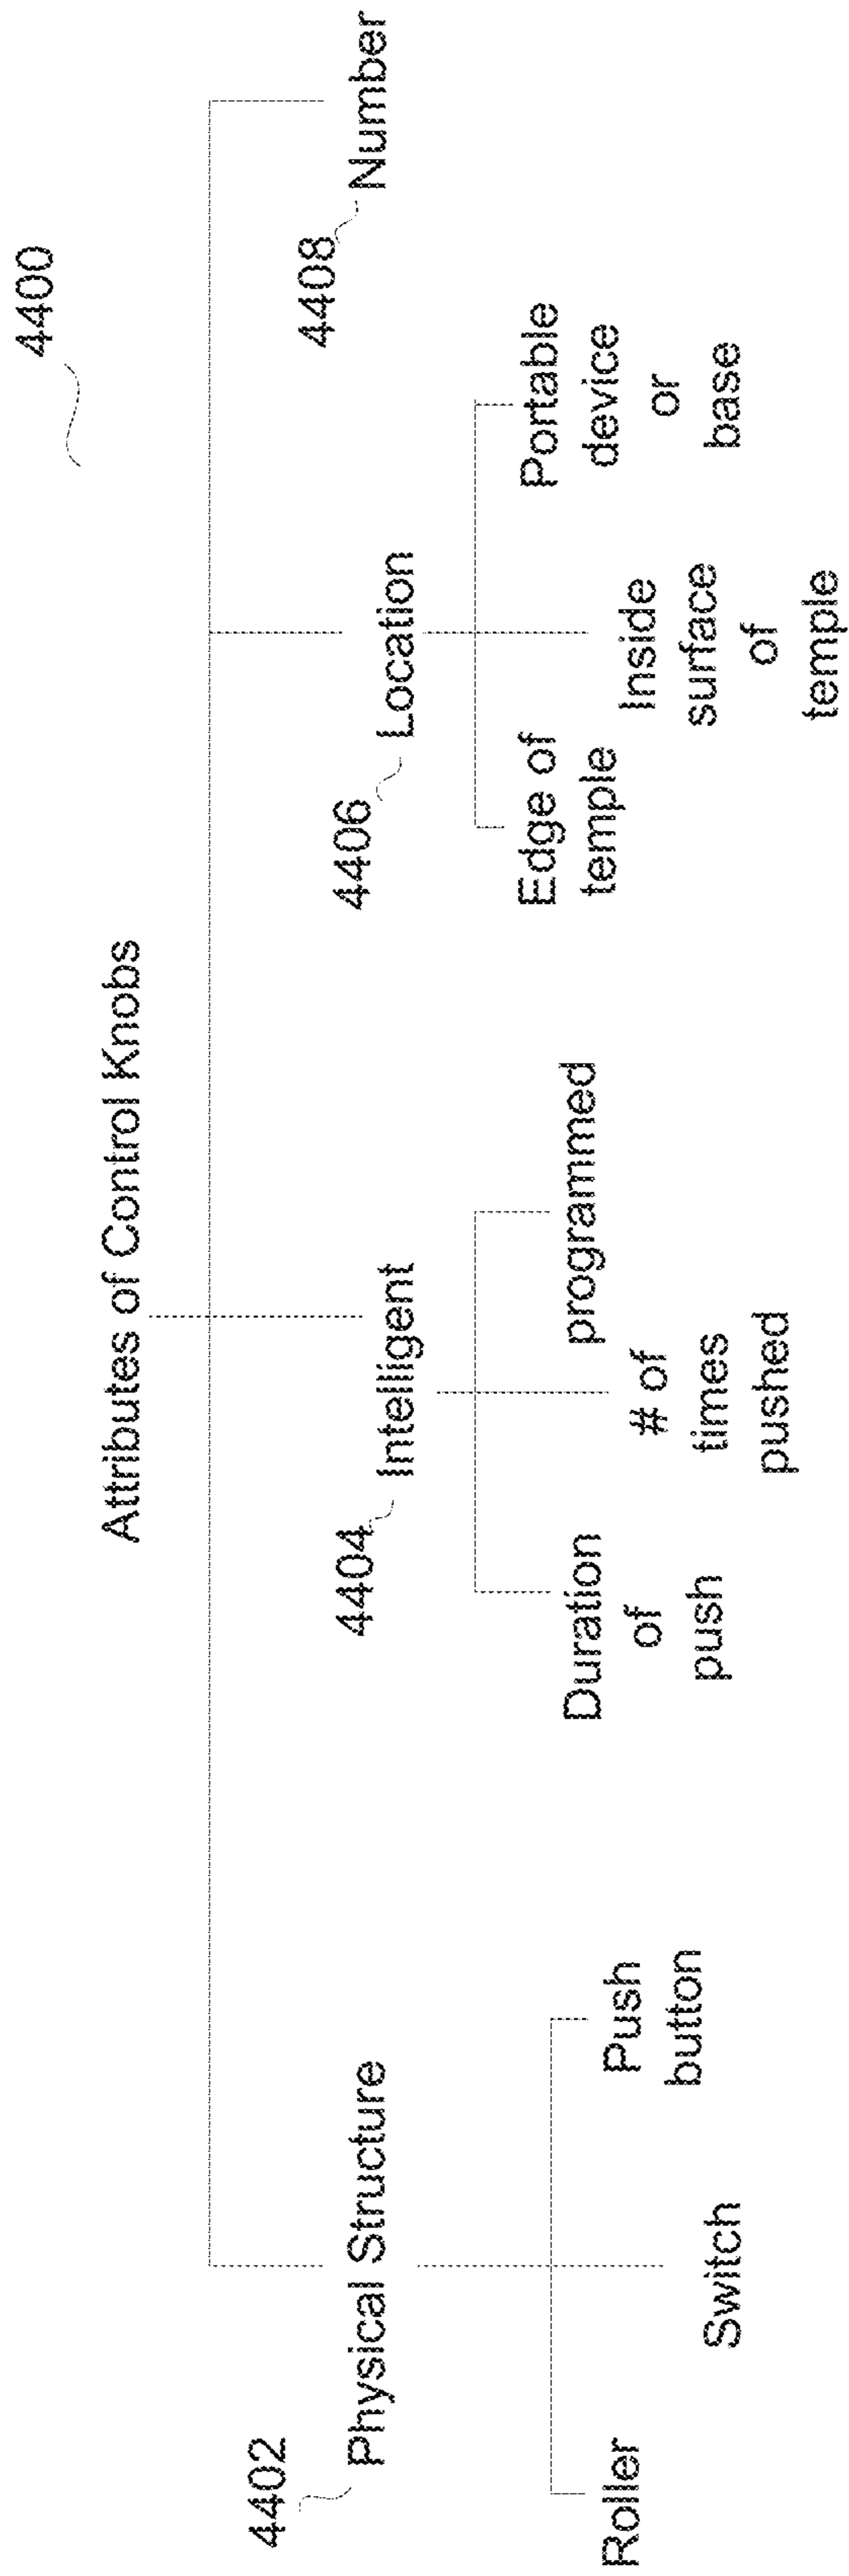 4400
Attributes of Control Knobs
4402
Physical Structure
Roller
Switch
Push
button
4404
Intelligent
Duration
of
push
# of
times
pushed
programmed
4406
Location
Edge of
temple
Inside
surface
of
temple
Portable
device
or
base
4408
Number